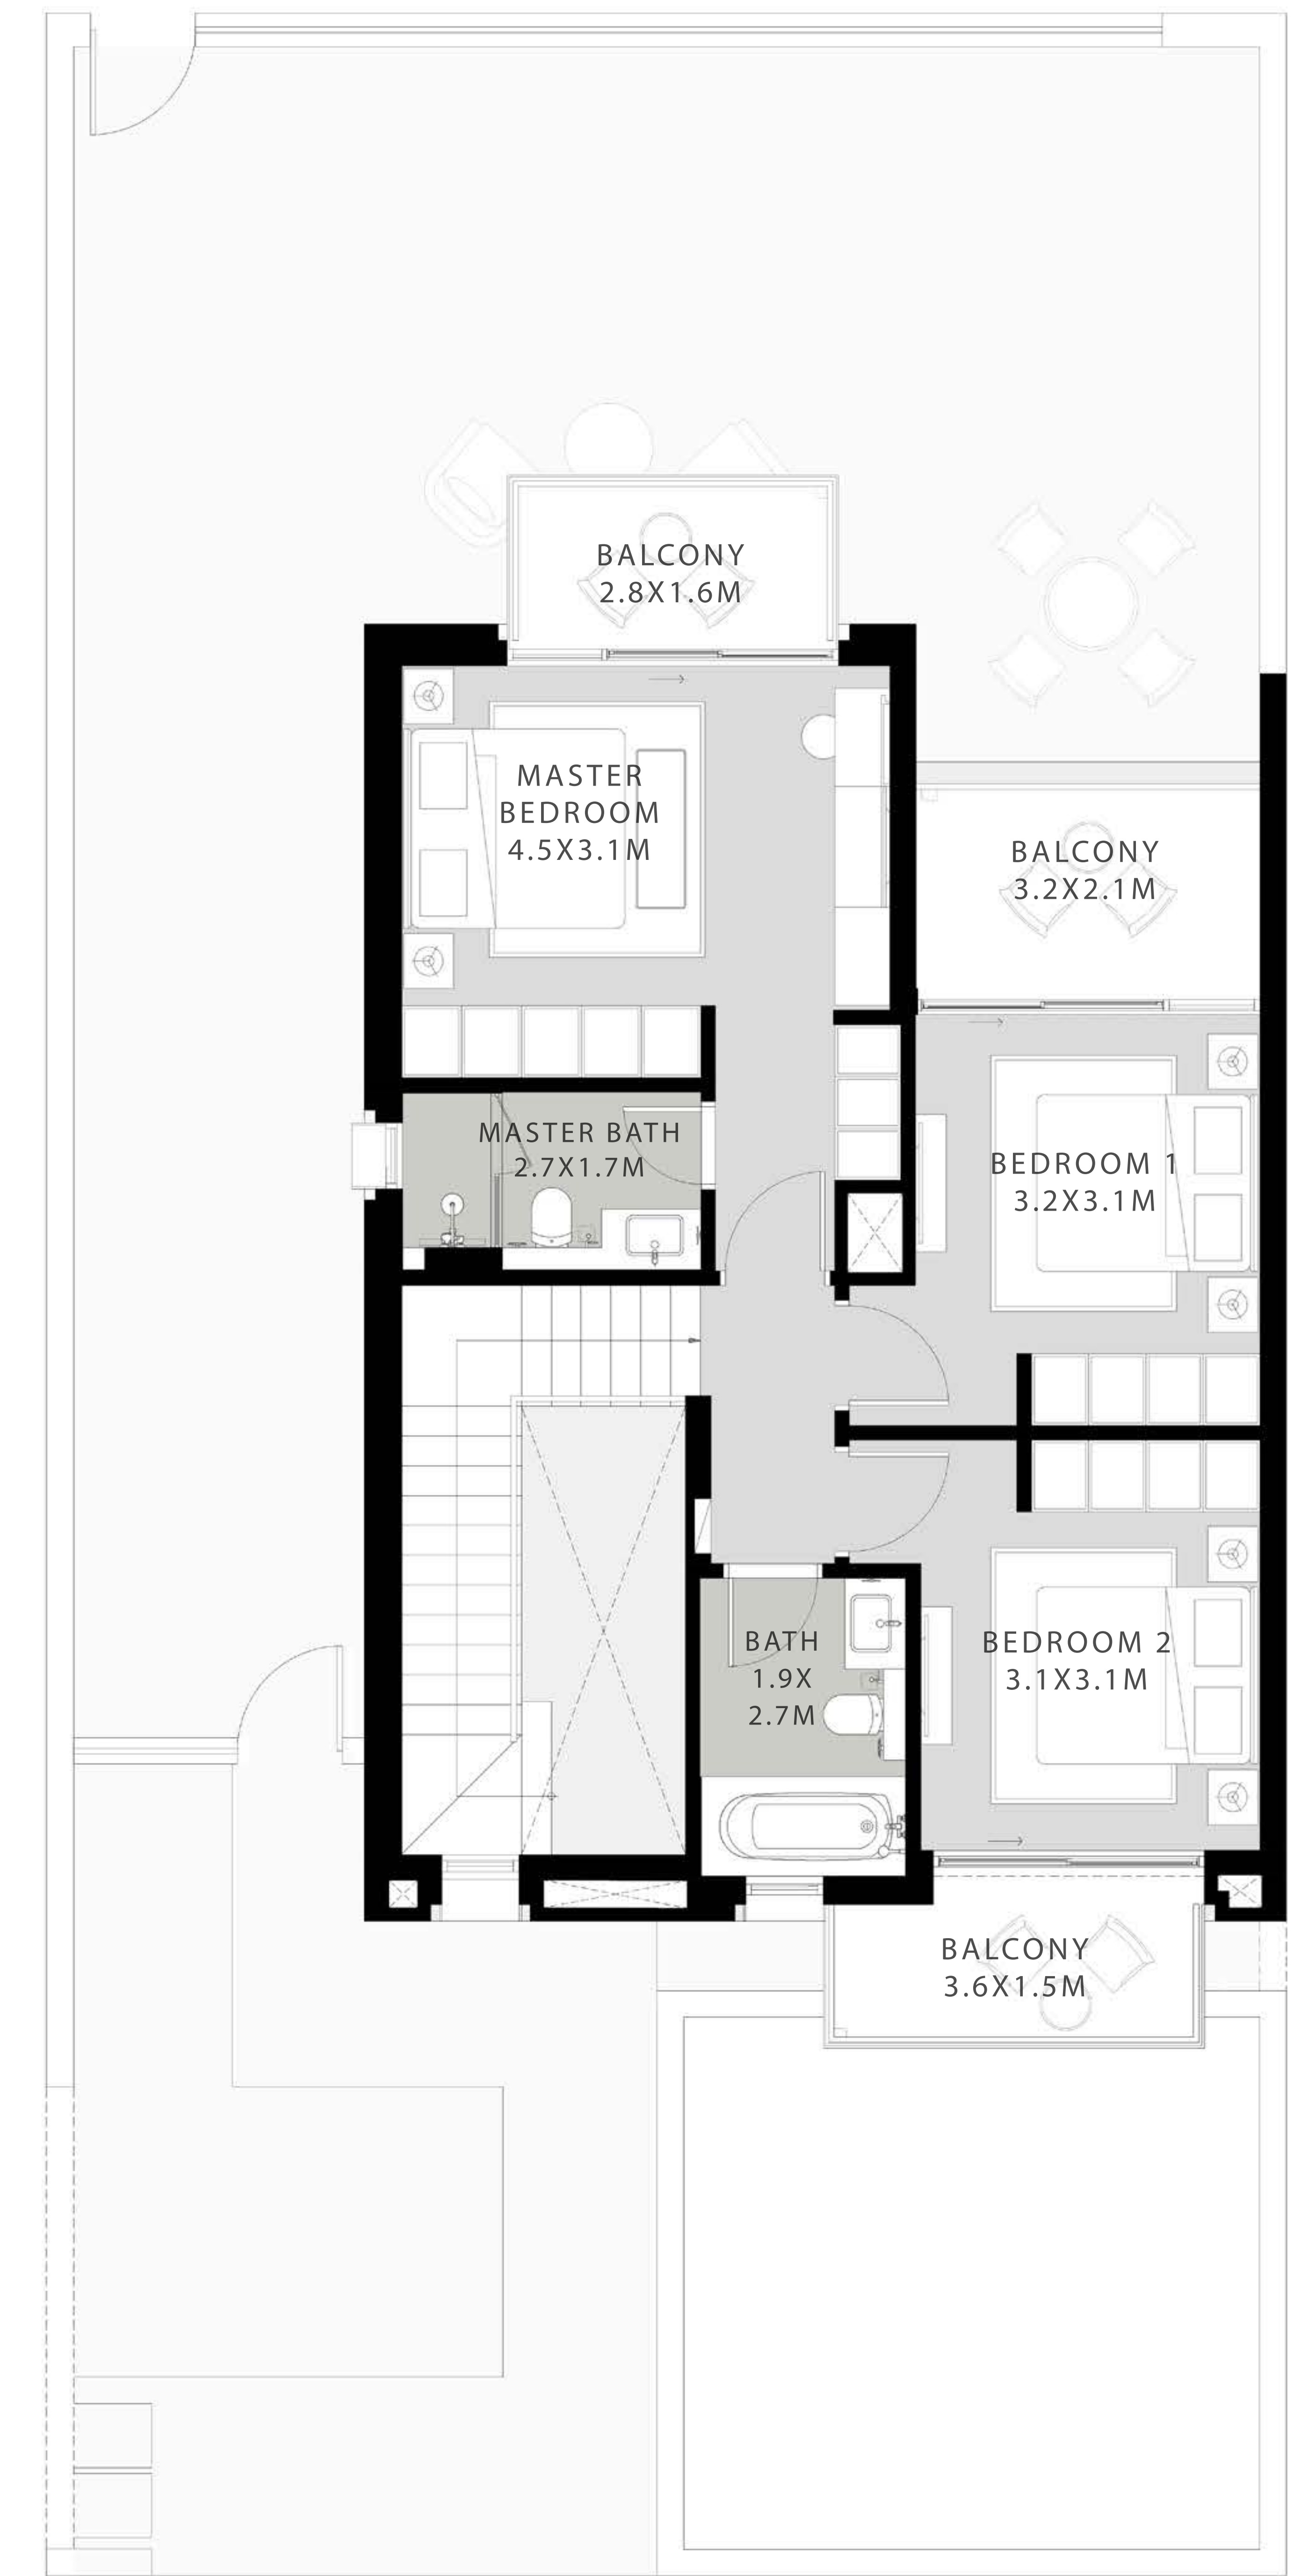 BALCONY
2.8X1.6M
MASTER
BEDROOM
4.5X3.1M
BALCONY
3.2X2.1M
MASTER BATH
2.7X1.7M
BEDROOM 1
3.2X3.1M
BATH
1.9X
2.7M
BEDROOM 2
3.1X3.1M
BALCONY
3.6X1.5M